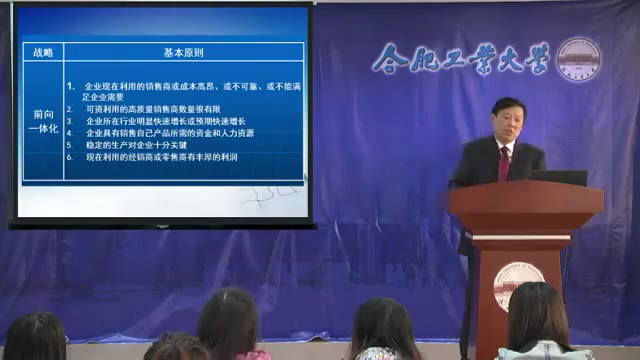 战略 基本原则
前向
一体化
1. 企业现在利用的销售商或成本高昂、或不可靠、或不能满
足企业需要
2. 可资利用的高质量销售商数量很有限
3. 企业所在行业明显快速增长或预期快速增长
4. 企业具有销售自己产品所需的资金和人力资源
5. 稳定的生产对企业十分关键
6. 现在利用的经销商或零售商有丰厚的利润
合肥工业大学